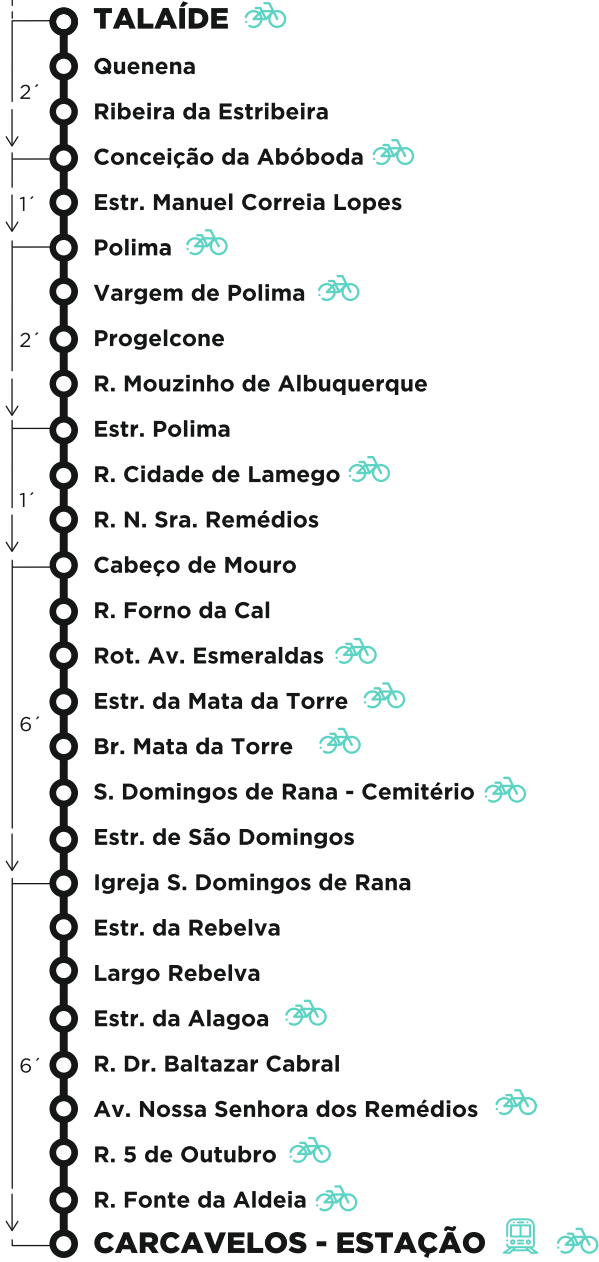 TALAÍDE
Quenena
2´
Ribeira da Estribeira
Conceição da Abóboda
1´
Estr. Manuel Correia Lopes
Polima
Vargem de Polima
2´
Progelcone
R. Mouzinho de Albuquerque
Estr. Polima
R. Cidade de Lamego
1´
R. N. Sra. Remédios
Cabeço de Mouro
R. Forno da Cal
Rot. Av. Esmeraldas
Estr. da Mata da Torre
6´
Br. Mata da Torre
S. Domingos de Rana - Cemitério
Estr. de São Domingos
Igreja S. Domingos de Rana
Estr. da Rebelva
Largo Rebelva
Estr. da Alagoa
6´
R. Dr. Baltazar Cabral
Av. Nossa Senhora dos Remédios
R. 5 de Outubro
R. Fonte da Aldeia
CARCAVELOS - ESTAÇÃO